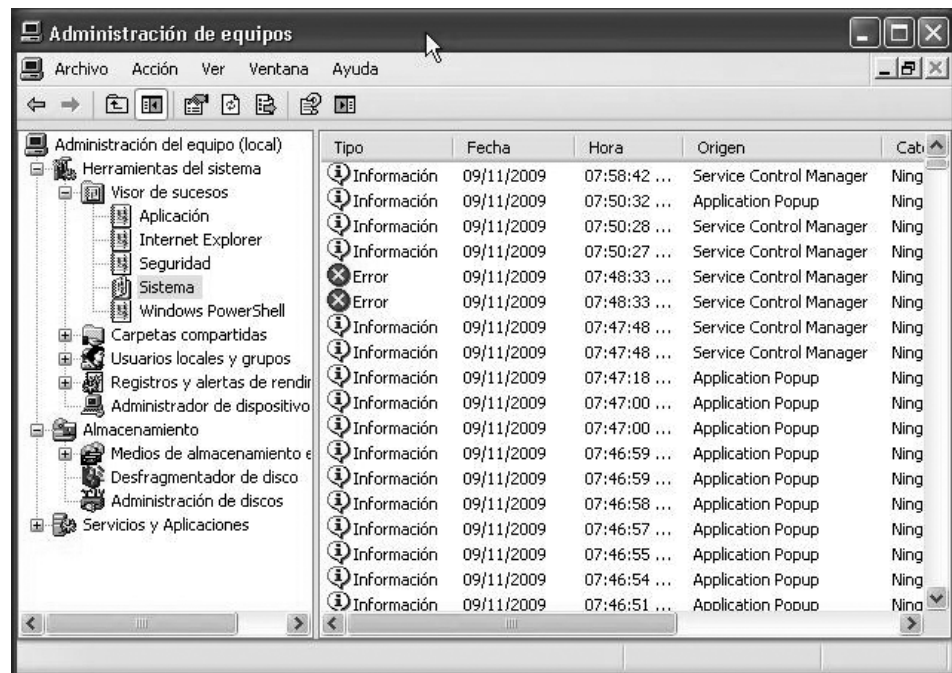 Administración de equipos
Archivo Acción Ver Ventana Ayuda
Administración del equipo (local)
Herramientas del sistema
Visor de sucesos
Aplicación
Internet Explorer
Seguridad
Sistema
Windows PowerShell
Carpetas compartidas
Usuarios locales y grupos
Registros y alertas de rendir
Administrador de dispositivo
Almacenamiento
Medios de almacenamiento e
Desfragmentador de disco
Administración de discos
Servicios y Aplicaciones
Tipo Fecha Hora Origen Cate
Información 09/11/2009 07:58:42 ... Service Control Manager Ning
Información 09/11/2009 07:50:32 ... Application Popup Ning
Información 09/11/2009 07:50:28 ... Service Control Manager Ning
Información 09/11/2009 07:50:27 ... Service Control Manager Ning
Error 09/11/2009 07:48:33 ... Service Control Manager Ning
Error 09/11/2009 07:48:33 ... Service Control Manager Ning
Información 09/11/2009 07:47:48 ... Service Control Manager Ning
Información 09/11/2009 07:47:48 ... Service Control Manager Ning
Información 09/11/2009 07:47:18 ... Application Popup Ning
Información 09/11/2009 07:47:00 ... Application Popup Ning
Información 09/11/2009 07:47:00 ... Application Popup Ning
Información 09/11/2009 07:46:59 ... Application Popup Ning
Información 09/11/2009 07:46:59 ... Application Popup Ning
Información 09/11/2009 07:46:58 ... Application Popup Ning
Información 09/11/2009 07:46:57 ... Application Popup Ning
Información 09/11/2009 07:46:55 ... Application Popup Ning
Información 09/11/2009 07:46:54 ... Application Popup Ning
Información 09/11/2009 07:46:51 ... Application Popup Ning